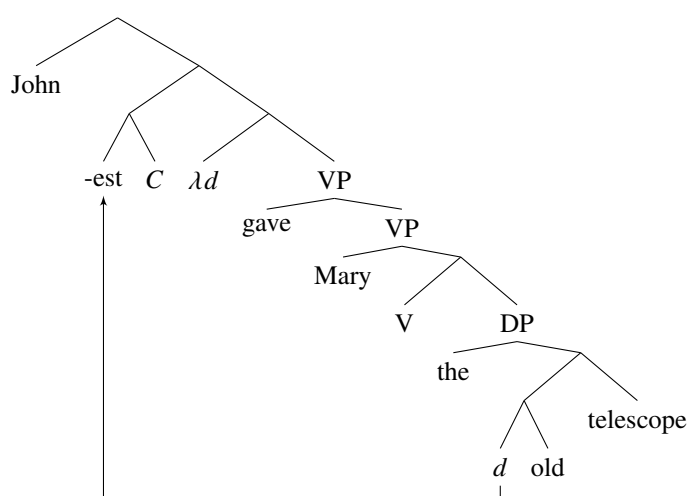 John
-est C λd VP
gave VP
Mary
V DP
the
telescope
d old